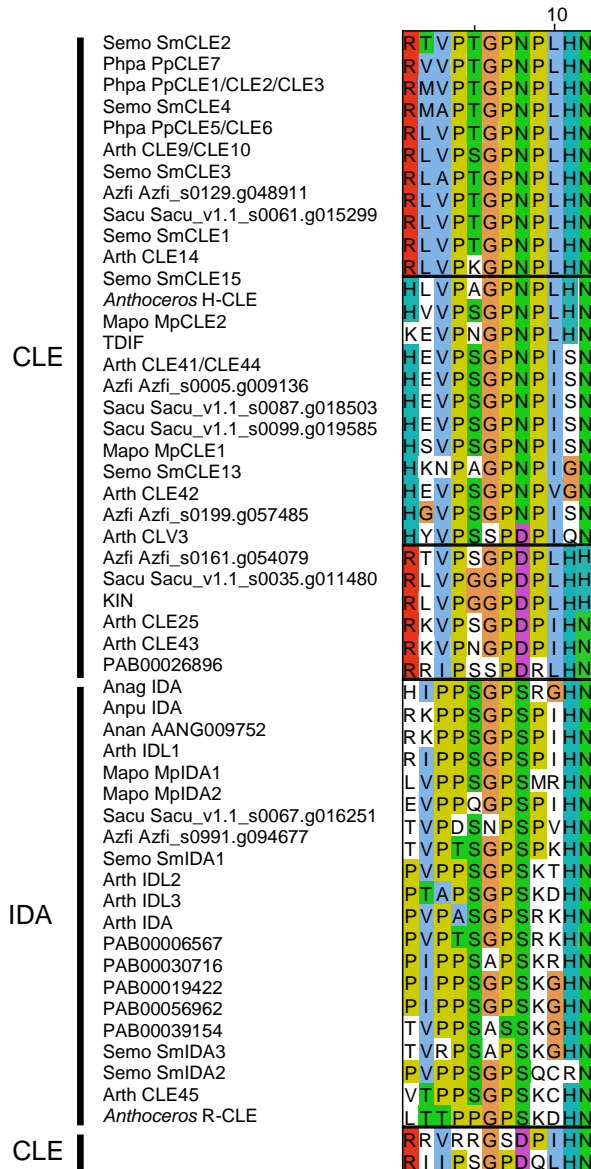 10
CLE
IDA
CLE
Semo SmCLE2
Phpa PpCLE7
Phpa PpCLE1/CLE2/CLE3
Semo SmCLE4
Phpa PpCLE5/CLE6
Arth CLE9/CLE10
Semo SmCLE3
Azfi Azfi_s0129.g048911
Sacu Sacu_v1.1_s0061.g015299
Semo SmCLE1
Arth CLE14
Semo SmCLE15
Anthoceros H-CLE
Mapo MpCLE2
TDIF
Arth CLE41/CLE44
Azfi Azfi_s0005.g009136
Sacu Sacu_v1.1_s0087.g018503
Sacu Sacu_v1.1_s0099.g019585
Mapo MpCLE1
Semo SmCLE13
Arth CLE42
Azfi Azfi_s0199.g057485
Arth CLV3
Azfi Azfi_s0161.g054079
Sacu Sacu_v1.1_s0035.g011480
KIN
Arth CLE25
Arth CLE43
PAB00026896
Anag IDA
Anpu IDA
Anan AANG009752
Arth IDL1
Mapo MpIDA1
Mapo MpIDA2
Sacu Sacu_v1.1_s0067.g016251
Azfi Azfi_s0991.g094677
Semo SmIDA1
Arth IDL2
Arth IDL3
Arth IDA
PAB00006567
PAB00030716
PAB00019422
PAB00056962
PAB00039154
Semo SmIDA3
Semo SmIDA2
Arth CLE45
Anthoceros R-CLE
RTVPTGPNPLHN
RVVPTGPNPLHN
RMVPTGPNPLHN
RMAPTGPNPLHN
RLVPTGPNPLHN
RLVPSGPNPLHN
RLAPTGPNPLHN
RLVPTGPNPLHN
RLVPTGPNPLHN
RLVPTGPNPLHN
RLVPKGPNPLHN
HLVPAGPNPLHN
HVVPSGPNPLHN
KEVPNGPNPLHN
HEVPSGPNPISN
HEVPSGPNPISN
HEVPSGPNPISN
HEVPSGPNPISN
HSVPSGPNPISN
HKNPAGPNPIGN
HEVPSGPNPVGN
HGVPSGPNPISN
HYVPSSPDPIQN
RTVPSGPDPLHH
RLVPGGPDPLHH
RLVPGGPDPLHH
RKVPSGPDPIHN
RKVPNGPDPIHN
RRIPSSPDRLHN
HIPPSGPSRGHN
RKPPSGPSPIHN
RKPPSGPSPIHN
RIPPSGPSPIHN
LVPPSGPSMRHN
EVPPQGPSPIHN
TVPDSNPSPVHN
TVPTSGPSPKHN
PVPPSGPSKTHN
PTAPSGPSKDHN
PVPASGPSRKHN
PVPTSGPSRKHN
PIPPSAPSKRHN
PIPPSGPSKGHN
PIPPSGPSKGHN
TVPPSASSKGHN
TVRPSAPSKGHN
PVPPSGPSQCRN
VTPPSGPSKCHN
LTTPPGPSKDHN
RRVRRGSDPIHN
RIIPSGPDQLHN